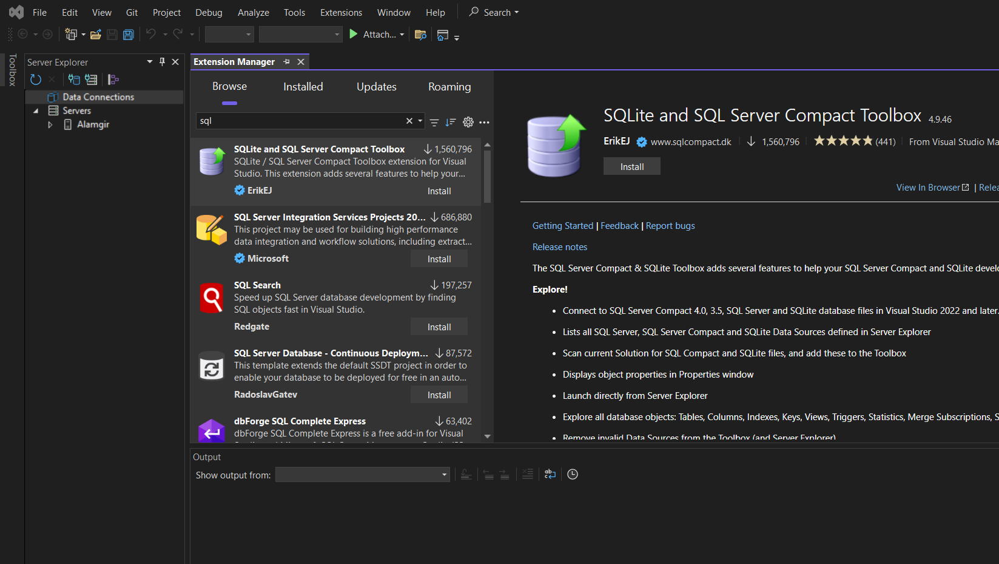 File Edit View Git Project Debug Analyze Tools Extensions Window Help Search
Attach...
Toolbox
Server Explorer
Data Connections
Servers
Alamgir
Extension Manager
Browse Installed Updates Roaming
sql
SQLite and SQL Server Compact Toolbox 1,560,796
SQLite / SQL Server Compact Toolbox extension for Visual
Studio. This extension adds several features to help your...
ErikEJ Install
SQL Server Integration Services Projects 20... 686,880
This project may be used for building high performance
data integration and workflow solutions, including extract...
Microsoft Install
SQL Search 197,257
Speed up SQL Server database development by finding
SQL objects fast in Visual Studio.
Redgate Install
SQL Server Database - Continuous Deploym... 87,572
This template extends the default SSDT project in order to
enable your database to be deployed for free in an auto...
RadoslavGatev Install
dbForge SQL Complete Express 63,402
dbForge SQL Complete Express is a free add-in for Visual
SQLite and SQL Server Compact Toolbox 4.9.46
ErikEJ www.sqlcompact.dk 1,560,796 (441) From Visual Studio Ma
Install
View In Browser | Relea
Getting Started | Feedback | Report bugs
Release notes
The SQL Server Compact & SQLite Toolbox adds several features to help your SQL Server Compact and SQLite develo
Explore!
• Connect to SQL Server Compact 4.0, 3.5, SQL Server and SQLite database files in Visual Studio 2022 and later.
• Lists all SQL Server, SQL Server Compact and SQLite Data Sources defined in Server Explorer
• Scan current Solution for SQL Compact and SQLite files, and add these to the Toolbox
• Displays object properties in Properties window
• Launch directly from Server Explorer
• Explore all database objects: Tables, Columns, Indexes, Keys, Views, Triggers, Statistics, Merge Subscriptions, S
• Remove invalid Data Sources from the Toolbox (and Server Explorer)
Output
Show output from: